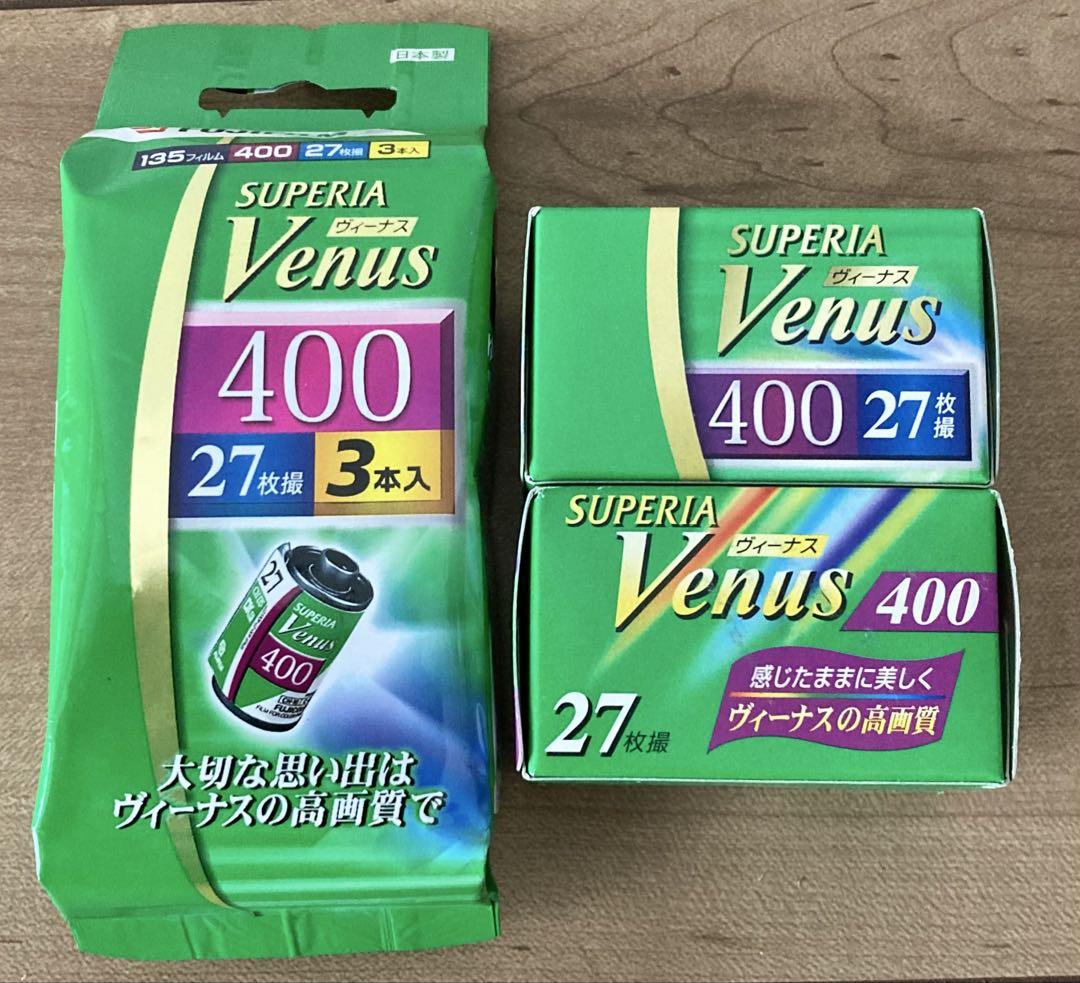 日本製
FUJIFILM
135フィルム 400 27枚撮 3本入
SUPERIA
ヴィーナス
Venus
400
27枚撮 3本入
27
SUPERIA
Venus
400
FUJICOLOR
大切な思い出は
ヴィーナスの高画質で
SUPERIA
ヴィーナス
Venus
400 27枚撮
SUPERIA
ヴィーナス
Venus 400
感じたままに美しく
ヴィーナスの高画質
27枚撮